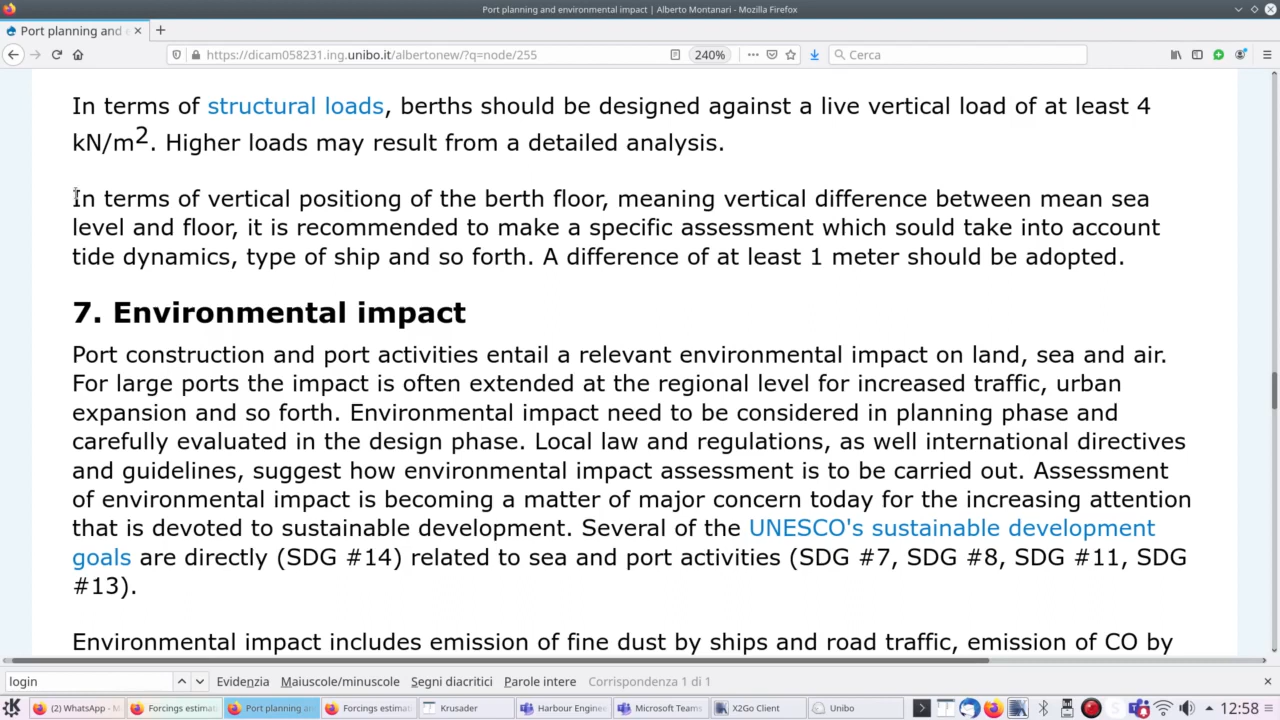 Port planning and environmental impact | Alberto Montanari - Mozilla Firefox
Port planning and e
https://dicam058231.ing.unibo.it/albertonew/?q=node/255
240%
Cerca
In terms of structural loads, berths should be designed against a live vertical load of at least 4
kN/m2. Higher loads may result from a detailed analysis.
In terms of vertical positiong of the berth floor, meaning vertical difference between mean sea
level and floor, it is recommended to make a specific assessment which sould take into account
tide dynamics, type of ship and so forth. A difference of at least 1 meter should be adopted.
7. Environmental impact
Port construction and port activities entail a relevant environmental impact on land, sea and air.
For large ports the impact is often extended at the regional level for increased traffic, urban
expansion and so forth. Environmental impact need to be considered in planning phase and
carefully evaluated in the design phase. Local law and regulations, as well international directives
and guidelines, suggest how environmental impact assessment is to be carried out. Assessment
of environmental impact is becoming a matter of major concern today for the increasing attention
that is devoted to sustainable development. Several of the UNESCO's sustainable development
goals are directly (SDG #14) related to sea and port activities (SDG #7, SDG #8, SDG #11, SDG
#13).
Environmental impact includes emission of fine dust by ships and road traffic, emission of CO by
login
Evidenzia Maiuscole/minuscole Segni diacritici Parole intere Corrispondenza 1 di 1
(2) WhatsApp - M Forcings estimat Port planning an Forcings estimat Krusader Harbour Engine Microsoft Teams X2Go Client Unibo 12:58